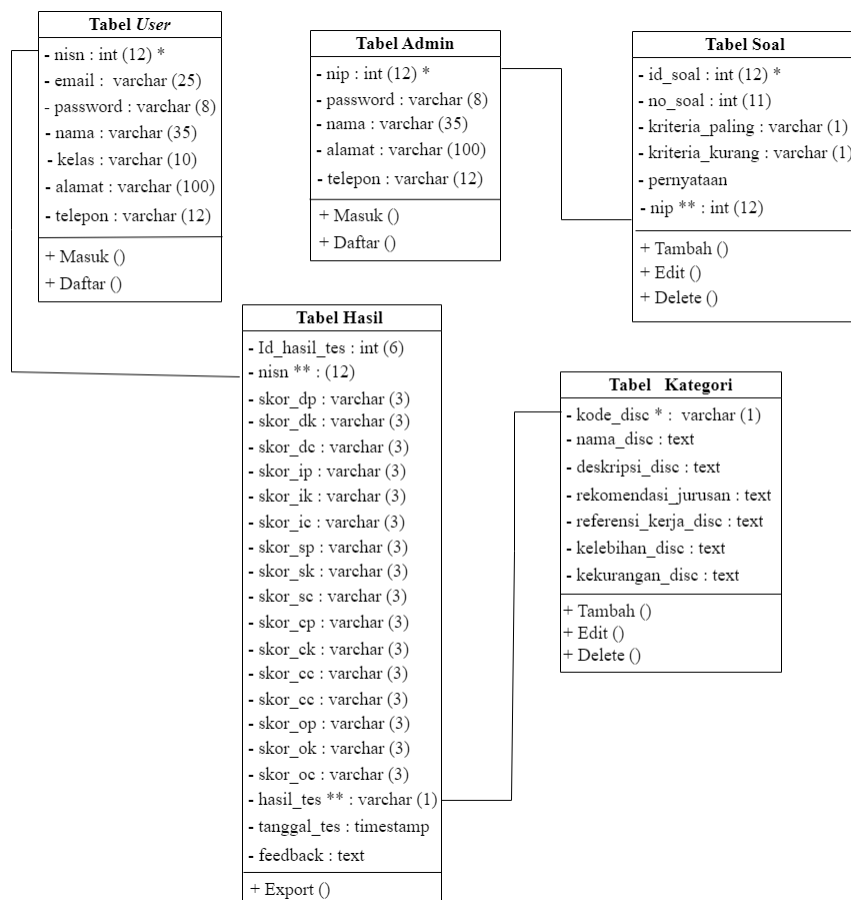 Tabel User
- nisn : int (12) *
- email : varchar (25)
- password : varchar (8)
- nama : varchar (35)
- kelas : varchar (10)
- alamat : varchar (100)
- telepon : varchar (12)
+ Masuk ()
+ Daftar ()
Tabel Admin
- nip : int (12) *
- password : varchar (8)
- nama : varchar (35)
- alamat : varchar (100)
- telepon : varchar (12)
+ Masuk ()
+ Daftar ()
Tabel Soal
- id_soal : int (12) *
- no_soal : int (11)
- kriteria_paling : varchar (1)
- kriteria_kurang : varchar (1)
- pernyataan
- nip ** : int (12)
+ Tambah ()
+ Edit ()
+ Delete ()
Tabel Hasil
- Id_hasil_tes : int (6)
- nisn ** : (12)
- skor_dp : varchar (3)
- skor_dk : varchar (3)
- skor_dc : varchar (3)
- skor_ip : varchar (3)
- skor_ik : varchar (3)
- skor_ic : varchar (3)
- skor_sp : varchar (3)
- skor_sk : varchar (3)
- skor_sc : varchar (3)
- skor_cp : varchar (3)
- skor_ck : varchar (3)
- skor_cc : varchar (3)
- skor_cc : varchar (3)
- skor_op : varchar (3)
- skor_ok : varchar (3)
- skor_oc : varchar (3)
- hasil_tes ** : varchar (1)
- tanggal_tes : timestamp
- feedback : text
+ Export ()
Tabel Kategori
- kode_disc * : varchar (1)
- nama_disc : text
- deskripsi_disc : text
- rekomendasi_jurusan : text
- referensi_kerja_disc : text
- kelebihan_disc : text
- kekurangan_disc : text
+ Tambah ()
+ Edit ()
+ Delete ()